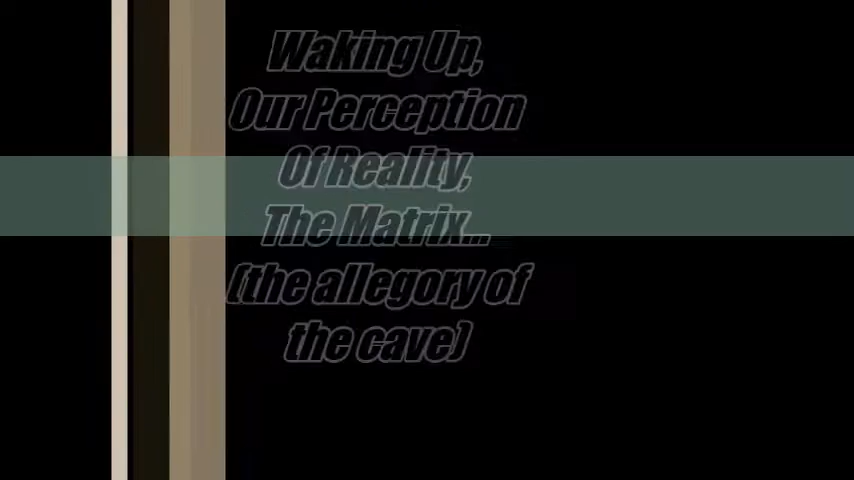 Waking Up,
Our Perception
Of Reality,
The Matrix...
(the allegory of
the cave)